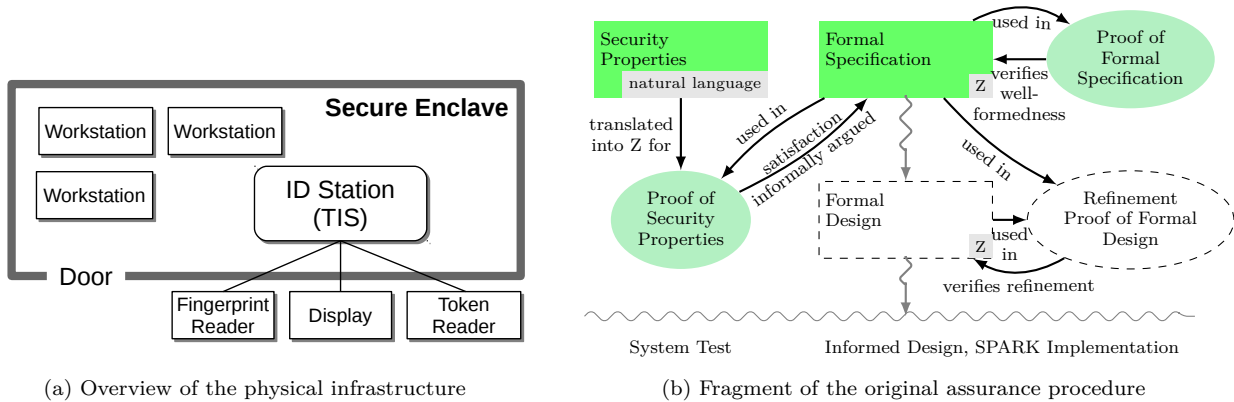 Secure Enclave
Workstation
Workstation
Workstation
ID Station
(TIS)
Door
Fingerprint
Reader
Display
Token
Reader
(a) Overview of the physical infrastructure
Security
Properties
natural language
Formal
Specification
Z
used in
Proof of
Formal
Specification
verifies
well-
formedness
translated
into Z for
used in
satisfaction
informally argued
used in
Proof of
Security
Properties
Formal
Design
Z
used
in
Refinement
Proof of Formal
Design
verifies refinement
System Test
Informed Design, SPARK Implementation
(b) Fragment of the original assurance procedure